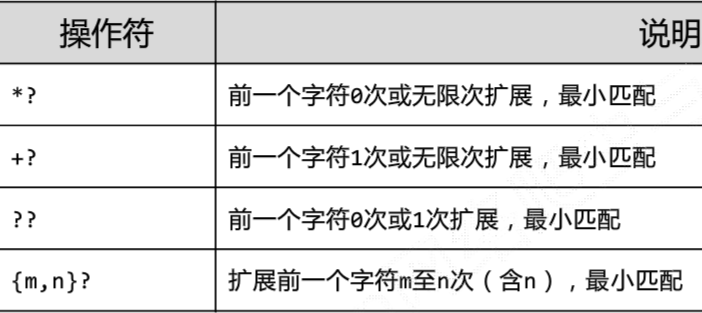 操作符 说明
*? 前一个字符0次或无限次扩展，最小匹配
+? 前一个字符1次或无限次扩展，最小匹配
?? 前一个字符0次或1次扩展，最小匹配
{m,n}? 扩展前一个字符m至n次（含n），最小匹配